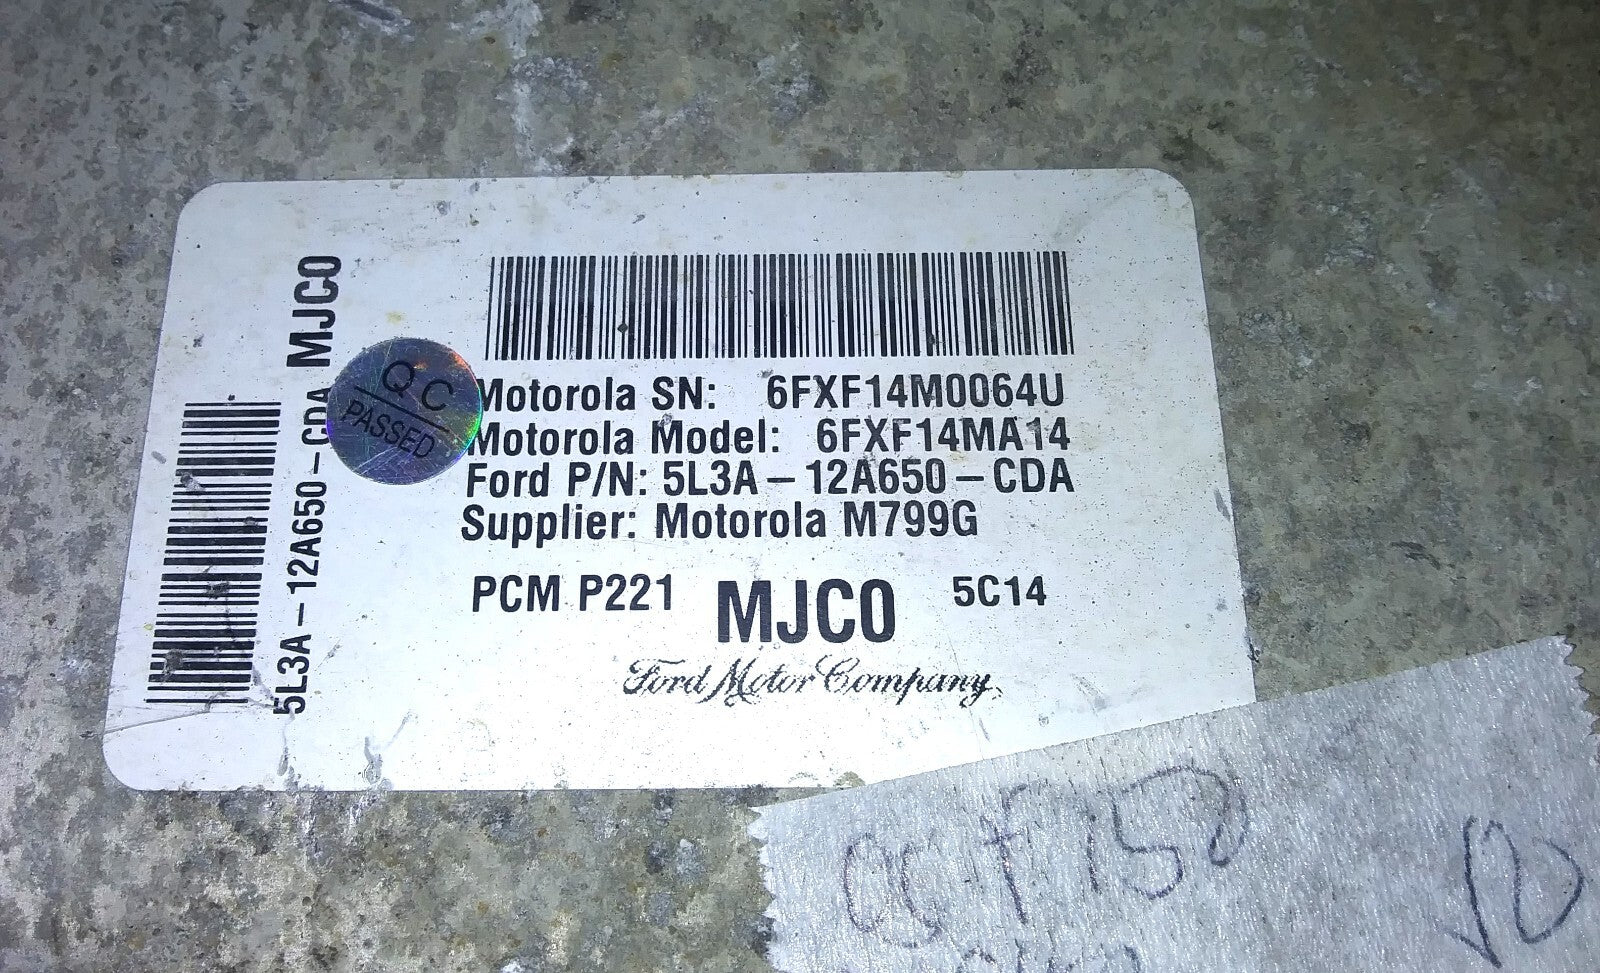 5L3A-12A650-CDA MJC0
QC
PASSED
Motorola SN: 6FXF14M0064U
Motorola Model: 6FXF14MA14
Ford P/N: 5L3A-12A650-CDA
Supplier: Motorola M799G
PCM P221 MJC0 5C14
Ford Motor Company,
F150